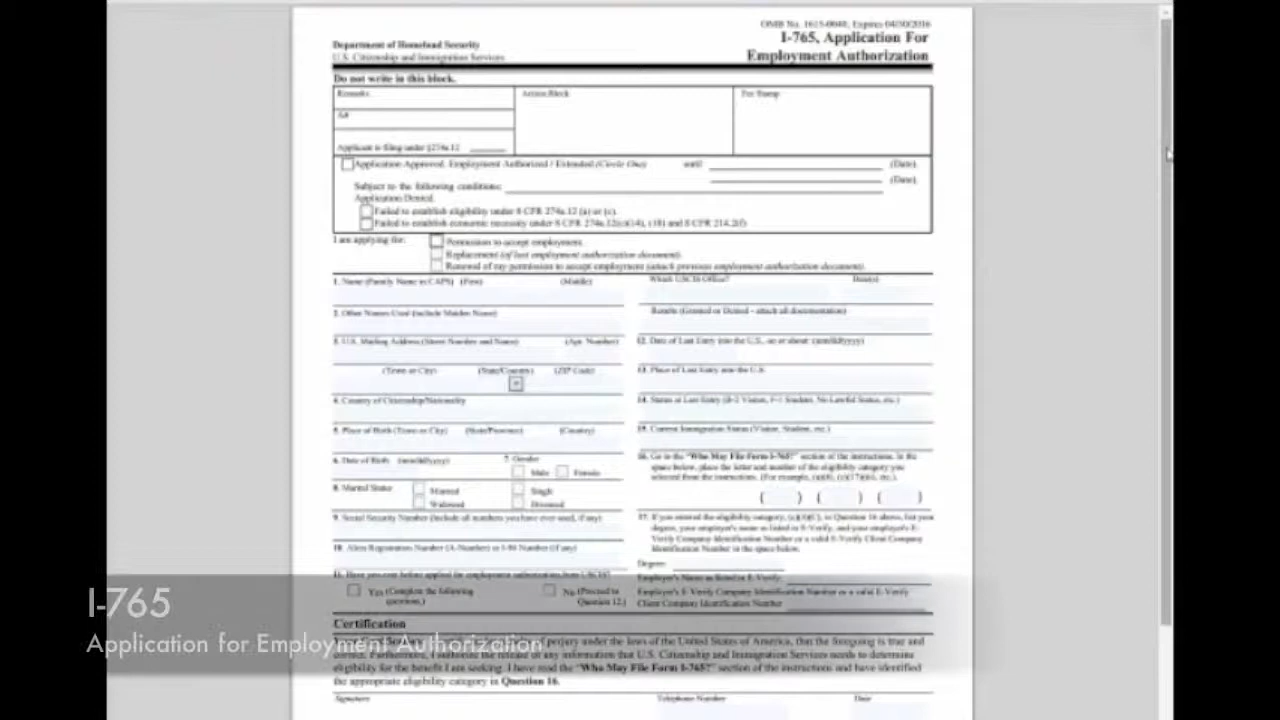 OMB No. 1615-0040, Expires 04/30/2016
I-765, Application For
Employment Authorization
Department of Homeland Security
U.S. Citizenship and Immigration Services
Do not write in this block.
Remarks
Action Block
Fee Stamp
A#
Applicant is filing under §274a.12
Application Approved. Employment Authorized / Extended (Circle One) until (Date).
(Date).
Subject to the following conditions:
Application Denied.
Failed to establish eligibility under 8 CFR 274a.12 (a) or (c).
Failed to establish economic necessity under 8 CFR 274a.12(c)(14), (18) and 8 CFR 214.2(f)
I am applying for: Permission to accept employment.
Replacement (of lost employment authorization document).
Renewal of my permission to accept employment (attach previous employment authorization document).
1. Name (Family Name in CAPS) (First) (Middle)
2. Other Names Used (include Maiden Name)
3. U.S. Mailing Address (Street Number and Name) (Apt. Number)
(Town or City) (State/Country) (ZIP Code)
4. Country of Citizenship/Nationality
5. Place of Birth (Town or City) (State/Province) (Country)
6. Date of Birth (mm/dd/yyyy) 7. Gender
Male Female
8. Marital Status Married Single
Widowed Divorced
9. Social Security Number (include all numbers you have ever used, if any)
10. Alien Registration Number (A-Number) or I-94 Number (if any)
11. Have you ever before applied for employment authorization from USCIS?
Yes (Complete the following questions.)
No (Proceed to Question 12.)
Which USCIS Office? Date(s)
Results (Granted or Denied - attach all documentation)
12. Date of Last Entry into the U.S., on or about: (mm/dd/yyyy)
13. Place of Last Entry into the U.S.
14. Status at Last Entry (B-2 Visitor, F-1 Student, No Lawful Status, etc.)
15. Current Immigration Status (Visitor, Student, etc.)
16. Go to the "Who May File Form I-765?" section of the instructions. In the
space below, place the letter and number of the eligibility category you
selected from the instructions. (For example, (a)(8), (c)(17)(iii), etc.).
( ) ( ) ( )
17. If you entered the eligibility category, (c)(3)(C), in Question 16 above, list your
degree, your employer's name as listed in E-Verify, and your employer's E-
Verify Company Identification Number or a valid E-Verify Client Company
Identification Number in the space below.
Degree:
Employer's Name as listed in E-Verify:
Employer's E-Verify Company Identification Number or a valid E-Verify
Client Company Identification Number
I-765
Application for Employment Authorization
Certification
of perjury under the laws of the United States of America, that the foregoing is true and
correct. Furthermore, I authorize the release of any information that U.S. Citizenship and Immigration Services needs to determine
eligibility for the benefit I am seeking. I have read the "Who May File Form I-765?" section of the instructions and have identified
the appropriate eligibility category in Question 16.
Signature Telephone Number Date